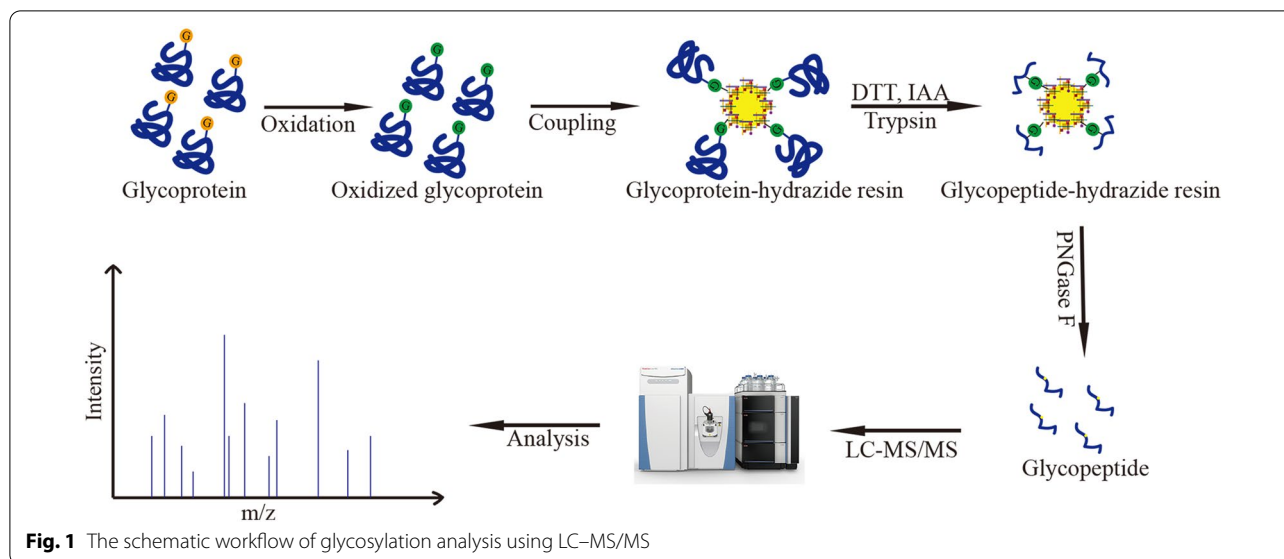 G
G
G
G
Glycoprotein
Oxidation
G
G
G
G
Oxidized glycoprotein
Coupling
G
G
G
G
Glycoprotein-hydrazide resin
DTT, IAA
Trypsin
G
G
G
G
Glycopeptide-hydrazide resin
PNGase F
Glycopeptide
LC-MS/MS
Analysis
Intensity
m/z
Fig. 1 The schematic workflow of glycosylation analysis using LC–MS/MS